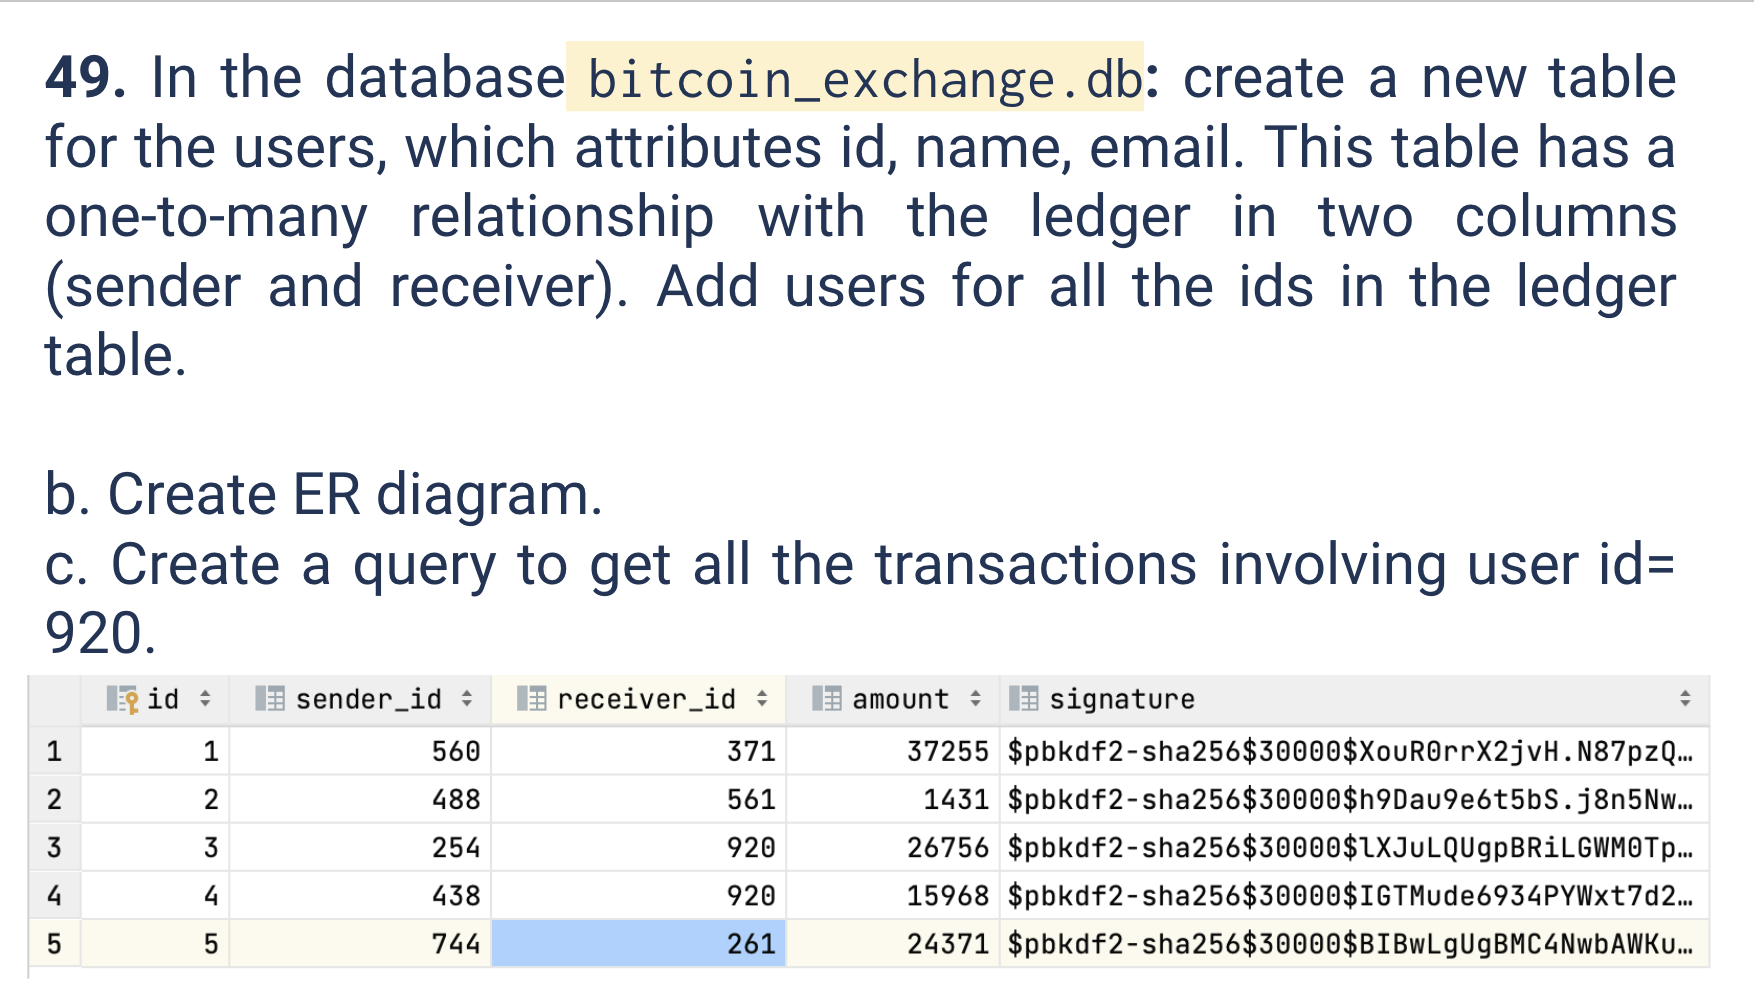 49. In the database bitcoin_exchange.db: create a new table
for the users, which attributes id, name, email. This table has a
one-to-many relationship with the ledger in two columns
(sender and receiver). Add users for all the ids in the ledger
table.
b. Create ER diagram.
c. Create a query to get all the transactions involving user id=
920.
id sender_id receiver_id amount signature
1 1 560 371 37255 $pbkdf2-sha256$30000$XouR0rrX2jvH.N87pzQ…
2 2 488 561 1431 $pbkdf2-sha256$30000$h9Dau9e6t5bS.j8n5Nw…
3 3 254 920 26756 $pbkdf2-sha256$30000$lXJuLQUgpBRiLGWM0Tp…
4 4 438 920 15968 $pbkdf2-sha256$30000$IGTMude6934PYWxt7d2…
5 5 744 261 24371 $pbkdf2-sha256$30000$BIBwLgUgBMC4NwbAWKu…